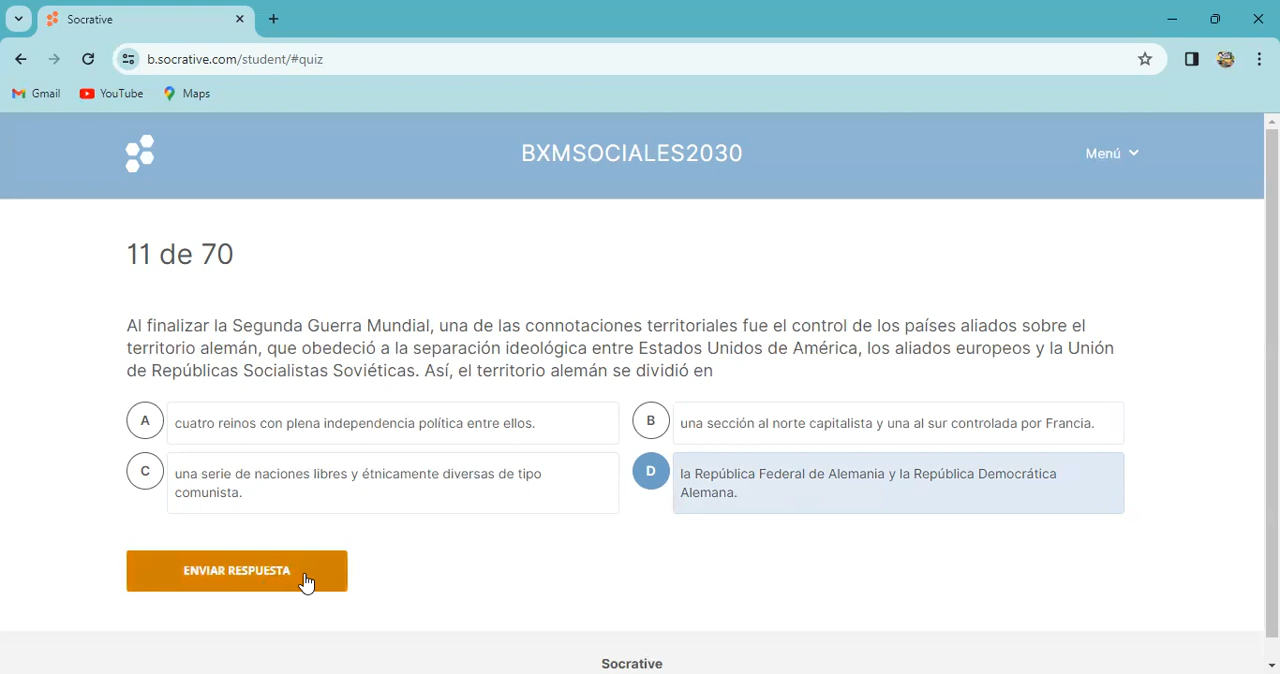 Socrative
b.socrative.com/student/#quiz
Gmail YouTube Maps
BXMSOCIALES2030
Menú
11 de 70
Al finalizar la Segunda Guerra Mundial, una de las connotaciones territoriales fue el control de los países aliados sobre el
territorio alemán, que obedeció a la separación ideológica entre Estados Unidos de América, los aliados europeos y la Unión
de Repúblicas Socialistas Soviéticas. Así, el territorio alemán se dividió en
A cuatro reinos con plena independencia política entre ellos.
B una sección al norte capitalista y una al sur controlada por Francia.
C una serie de naciones libres y étnicamente diversas de tipo
comunista.
D la República Federal de Alemania y la República Democrática
Alemana.
ENVIAR RESPUESTA
Socrative